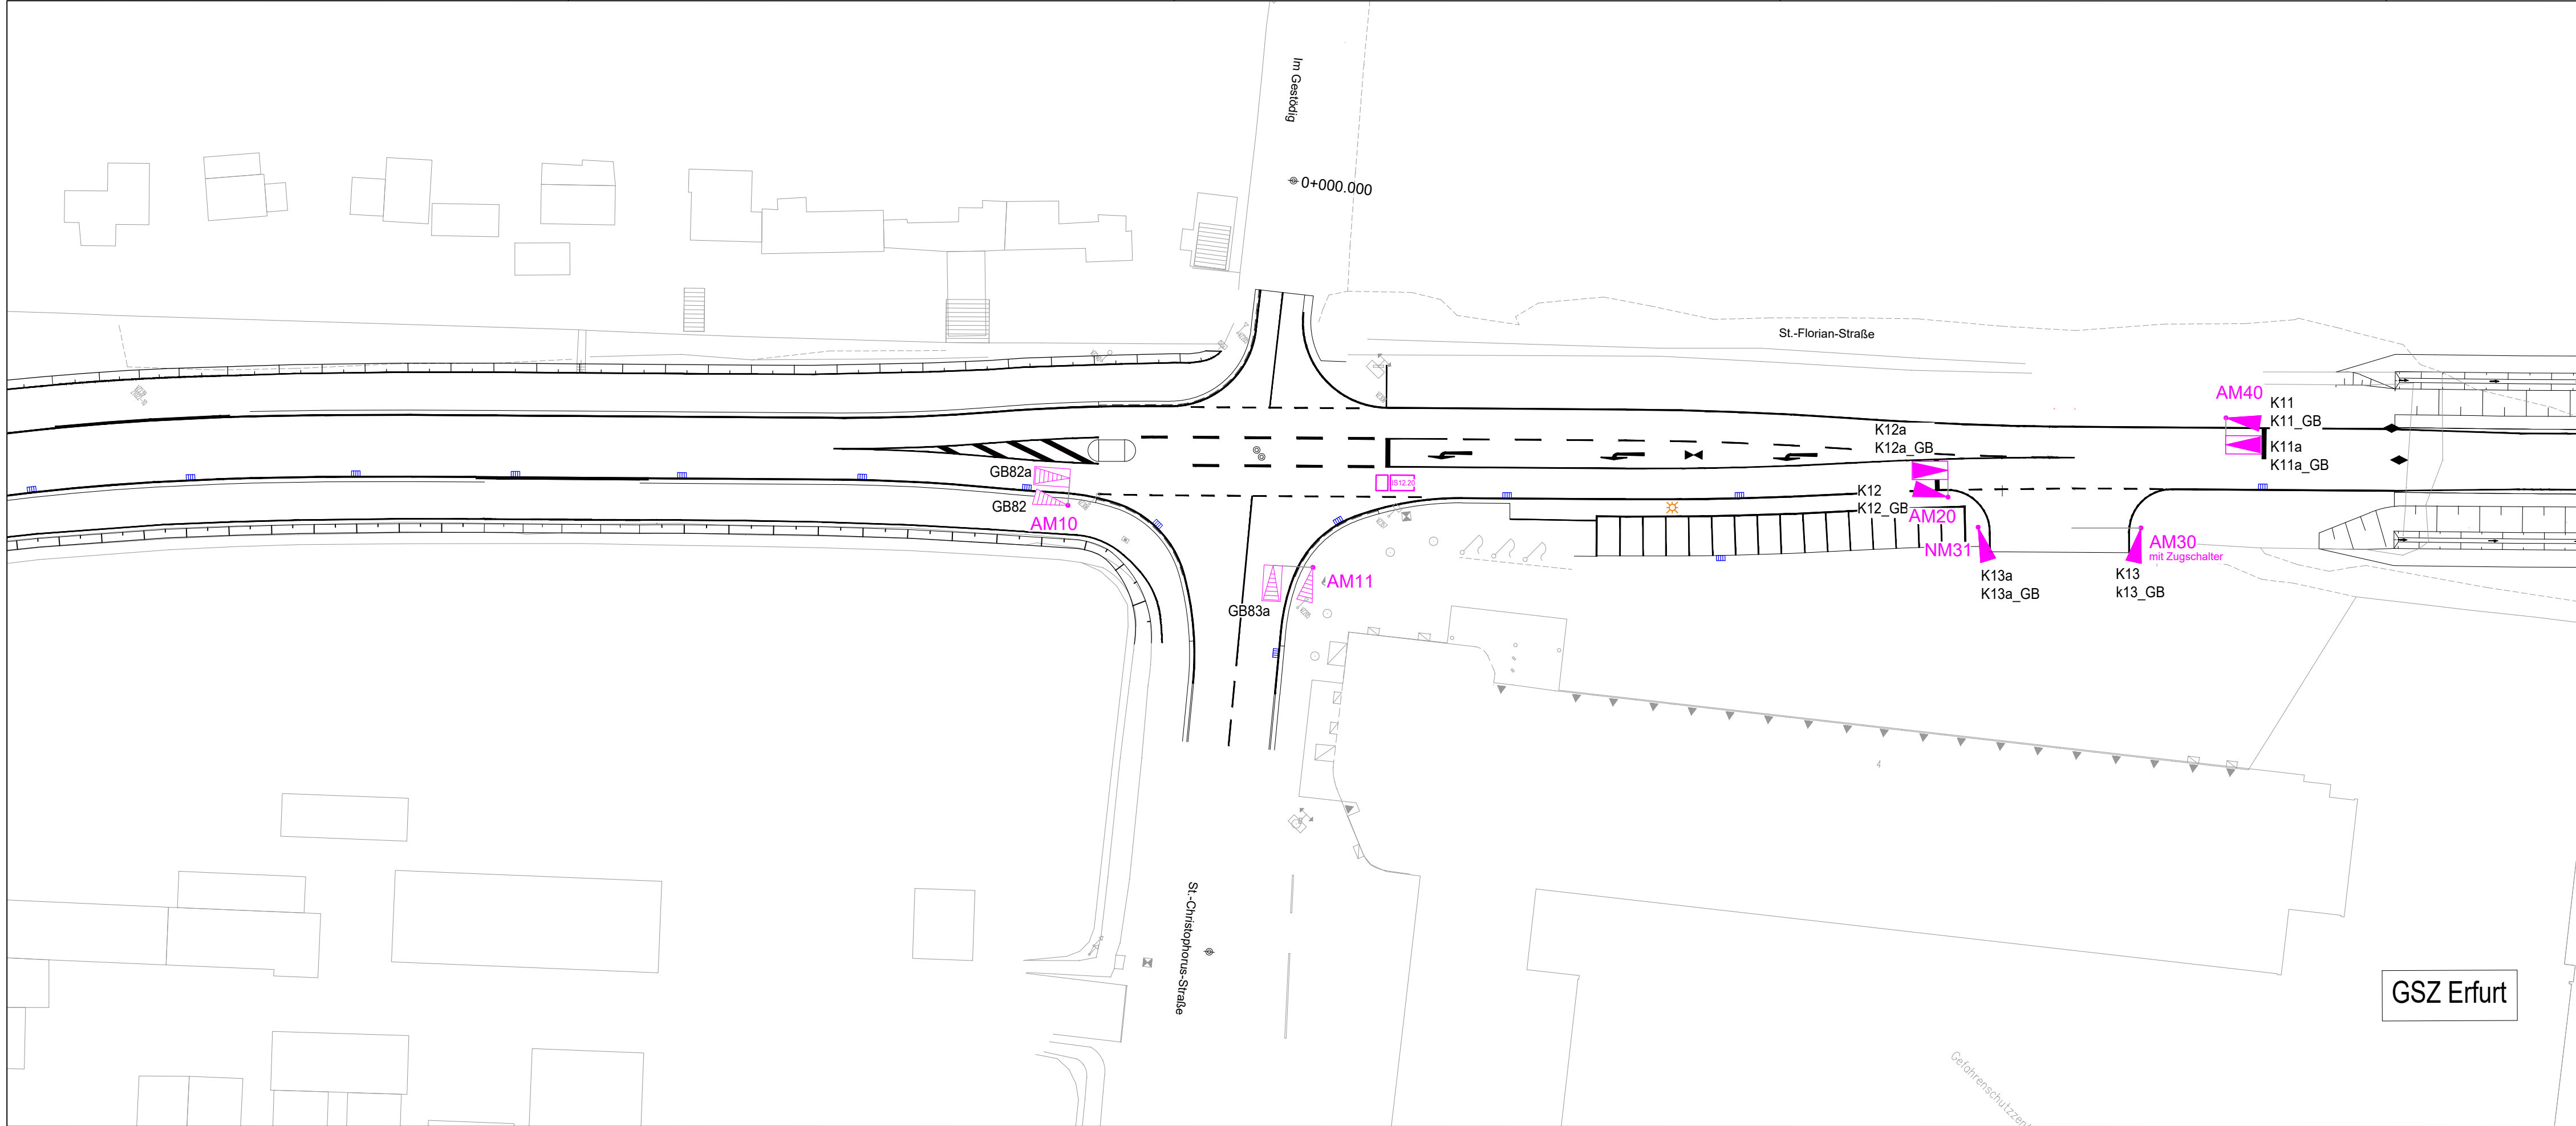 Im Gestödig
0+000.000
St.-Florian-Straße
AM40
K11
K11_GB
K11a
K11a_GB
K12a
K12a_GB
GB82a
GB82
AM10
K12
K12_GB
AM20
NM31
AM30
mit Zugschalter
K13a
K13a_GB
K13
k13_GB
AM11
GB83a
4
St.-Christophorus-Straße
GSZ Erfurt